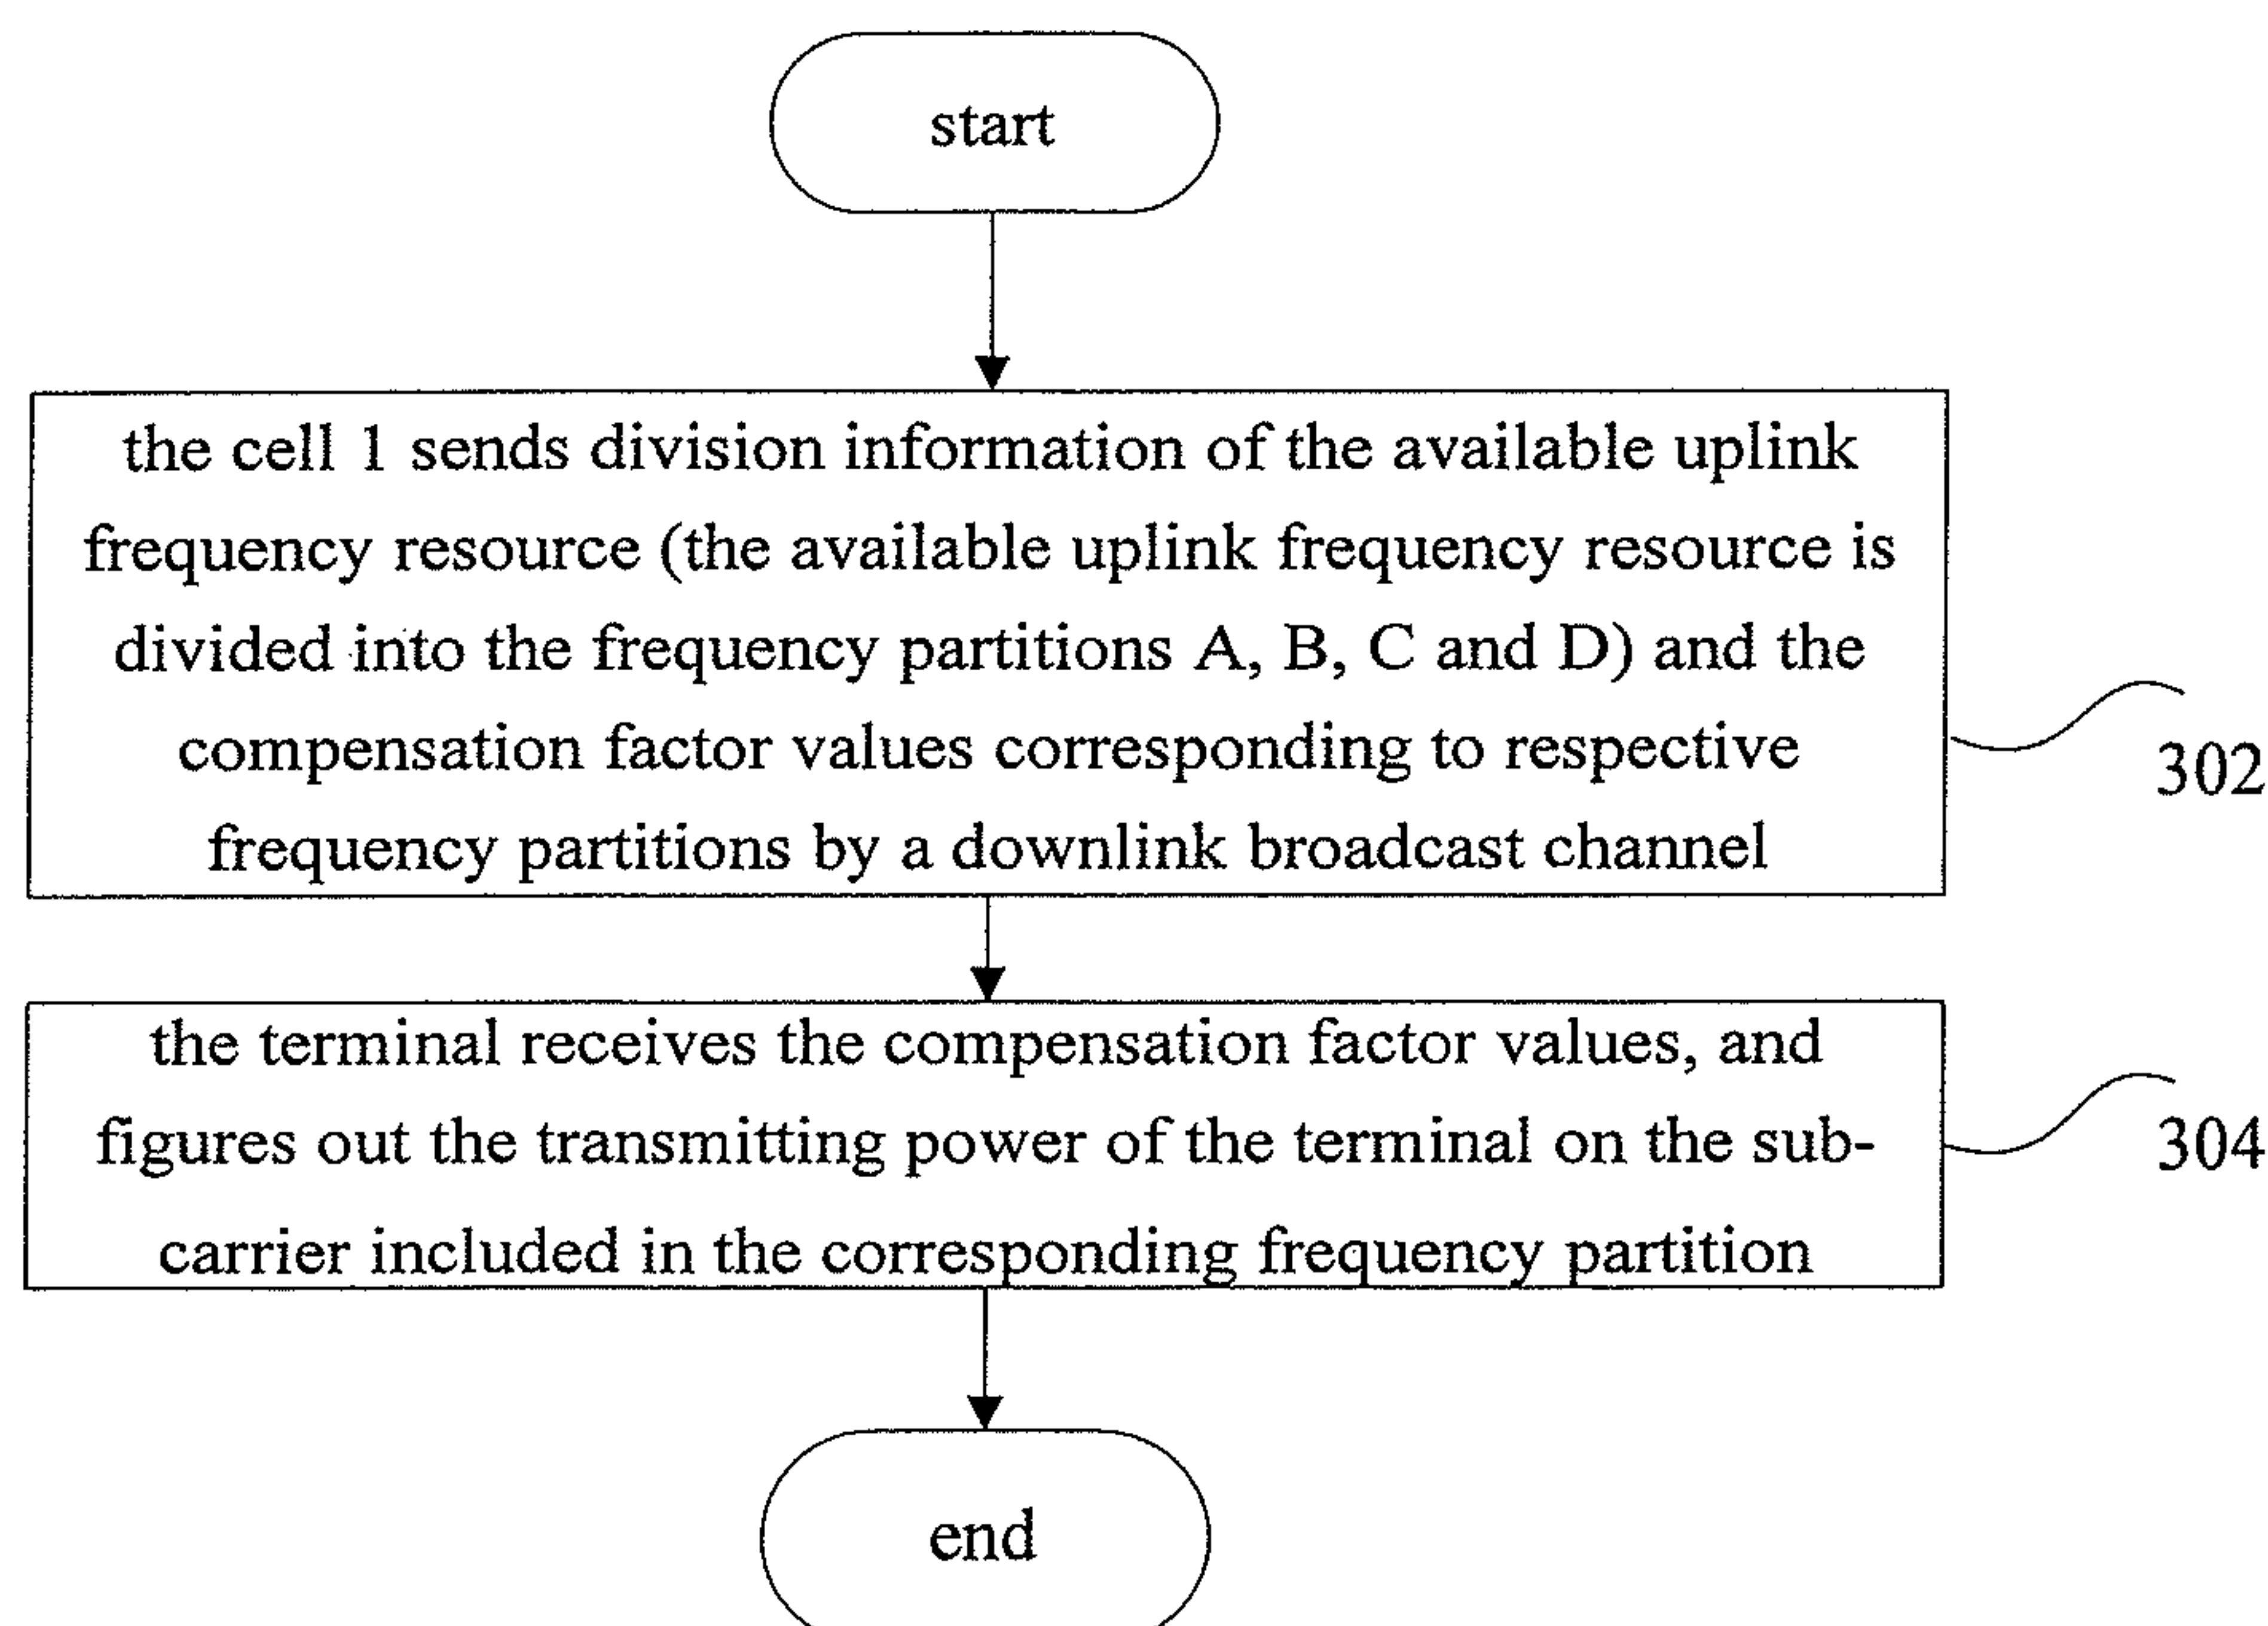 start
the cell 1 sends division information of the available uplink
frequency resource (the available uplink frequency resource is
divided into the frequency partitions A, B, C and D) and the
compensation factor values corresponding to respective
frequency partitions by a downlink broadcast channel
302
the terminal receives the compensation factor values, and
figures out the transmitting power of the terminal on the sub-
carrier included in the corresponding frequency partition
304
end